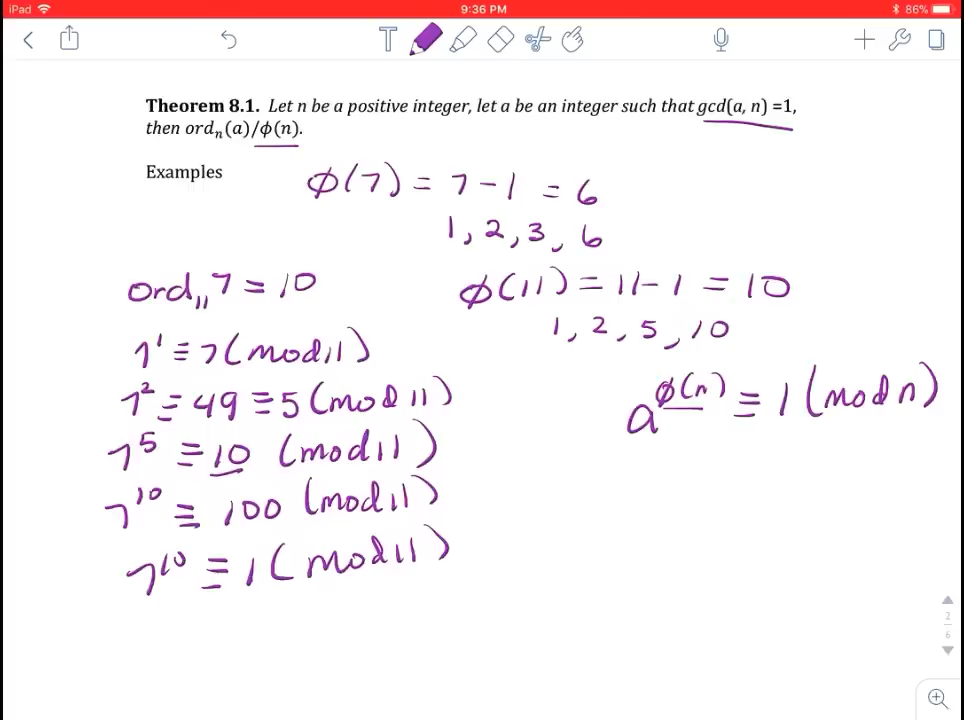 iPad 9:36 PM 86%
T
Theorem 8.1. Let n be a positive integer, let a be an integer such that gcd(a, n) =1,
then ordₙ(a)/ϕ(n).
Examples
ϕ(7) = 7 - 1 = 6
1, 2, 3, 6
ord₁₁7 = 10
ϕ(11) = 11 - 1 = 10
1, 2, 5, 10
7¹ ≡ 7 (mod 11)
7² ≡ 49 ≡ 5 (mod 11)
a^ϕ(n) ≡ 1 (mod n)
7⁵ ≡ 10 (mod 11)
7¹⁰ ≡ 100 (mod 11)
7¹⁰ ≡ 1 (mod 11)
2
6